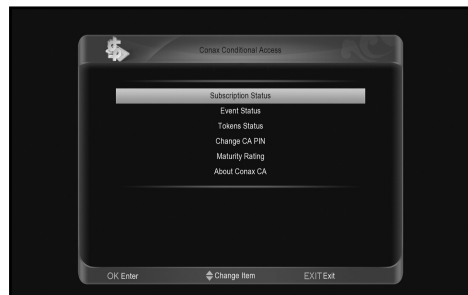 Conax Conditional Access
Subscription Status
Event Status
Tokens Status
Change CA PIN
Maturity Rating
About Conax CA
OK Enter Change Item EXIT Exit